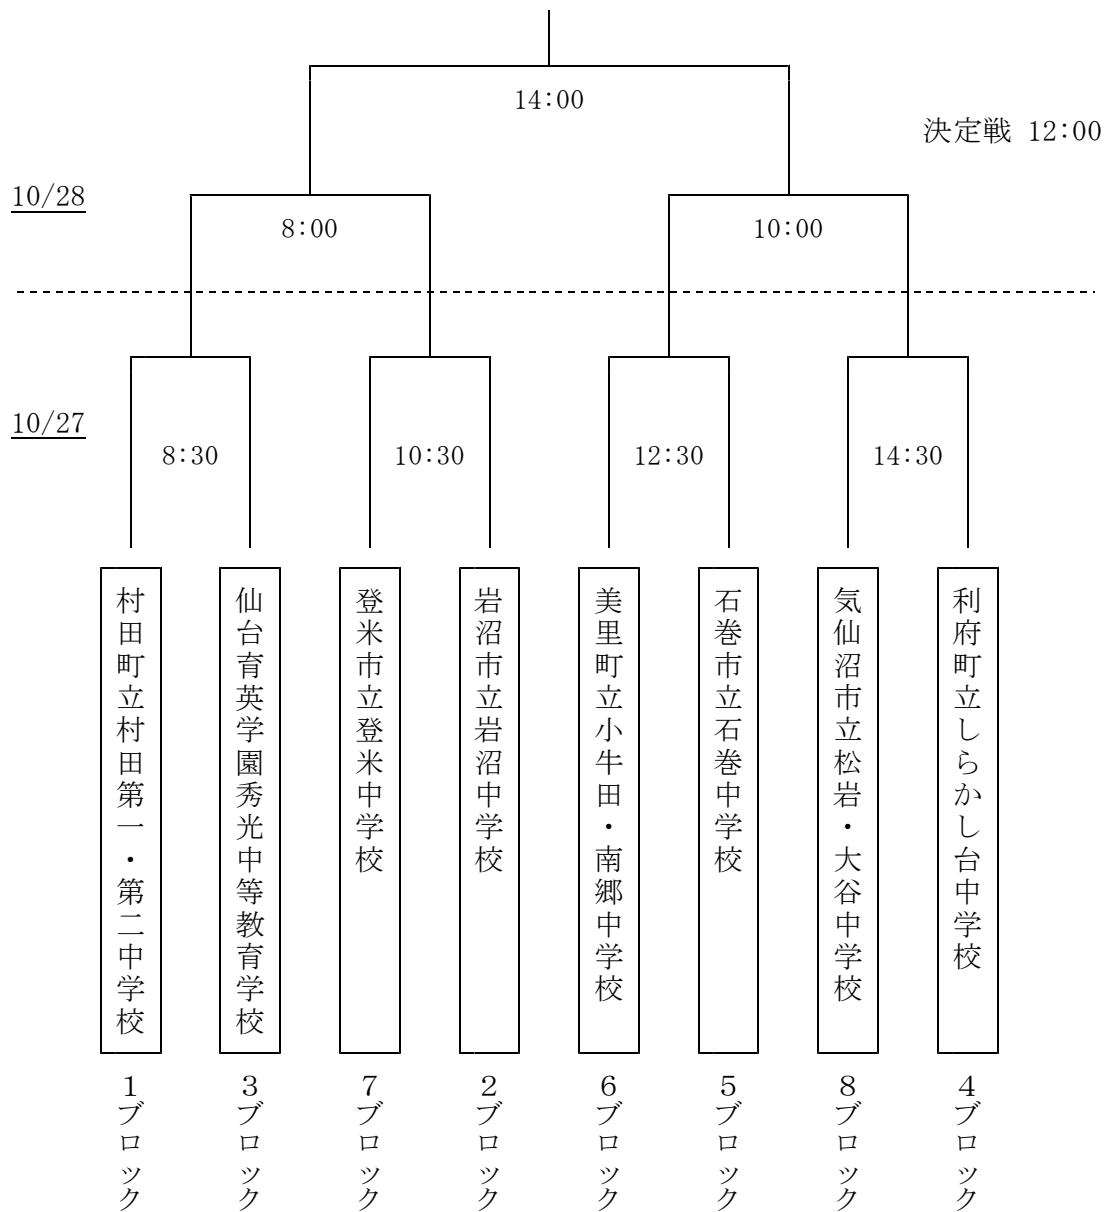 14:00
決定戦 12:00
10/28
8:00
10:00
10/27
8:30
10:30
12:30
14:30
村田町立村田第一・第二中学校
仙台育英学園秀光中等教育学校
登米市立登米中学校
岩沼市立岩沼中学校
美里町立小牛田・南郷中学校
石巻市立石巻中学校
気仙沼市立松岩・大谷中学校
利府町立しらかし台中学校
1ブロック
3ブロック
7ブロック
2ブロック
6ブロック
5ブロック
8ブロック
4ブロック